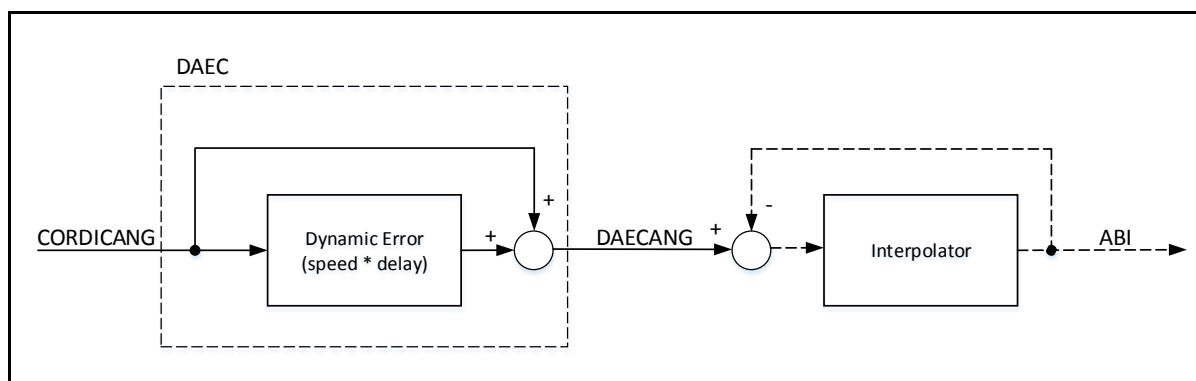 DAEC
CORDICANG
Dynamic Error
(speed * delay)
+
+
DAECANG
+
-
Interpolator
ABI